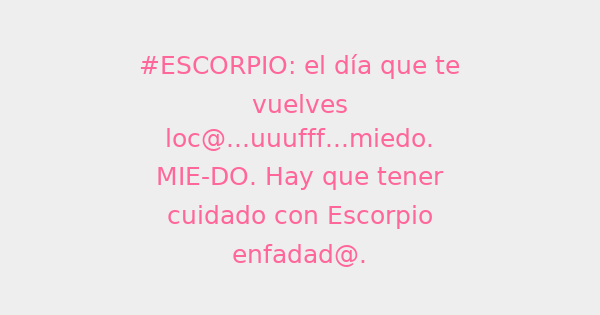 #ESCORPIO: el día que te
vuelves
loc@...uuufff...miedo.
MIE-DO. Hay que tener
cuidado con Escorpio
enfadad@.